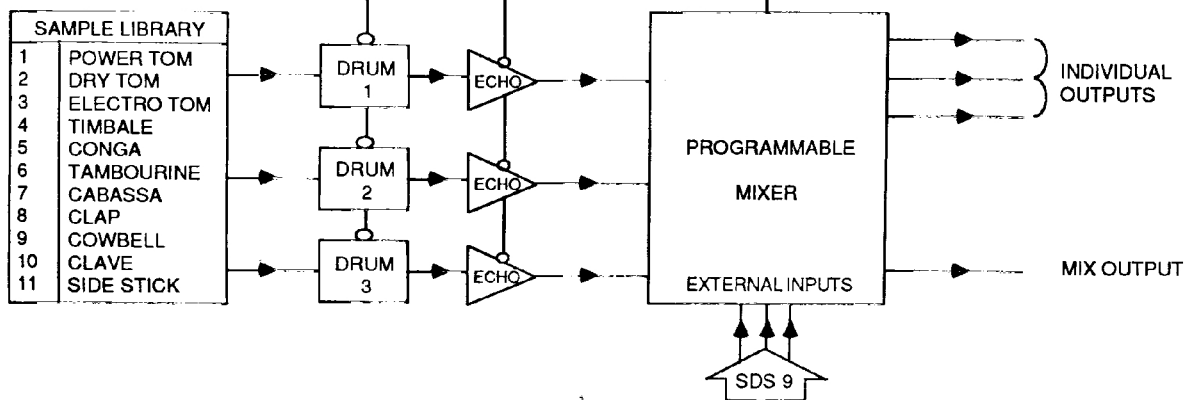 SAMPLE LIBRARY
1 POWER TOM
2 DRY TOM
3 ELECTRO TOM
4 TIMBALE
5 CONGA
6 TAMBOURINE
7 CABASSA
8 CLAP
9 COWBELL
10 CLAVE
11 SIDE STICK
DRUM
1
ECHO
DRUM
2
ECHO
DRUM
3
ECHO
PROGRAMMABLE
MIXER
EXTERNAL INPUTS
SDS 9
INDIVIDUAL
OUTPUTS
MIX OUTPUT